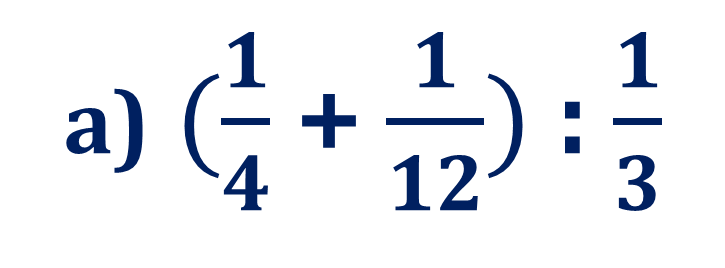 a) (1/4 + 1/12) : 1/3